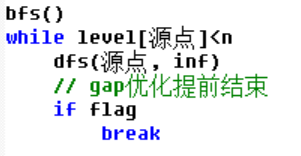 bfs()
while level[源点]<n
    dfs(源点，inf)
    // gap优化提前结束
    if flag
        break